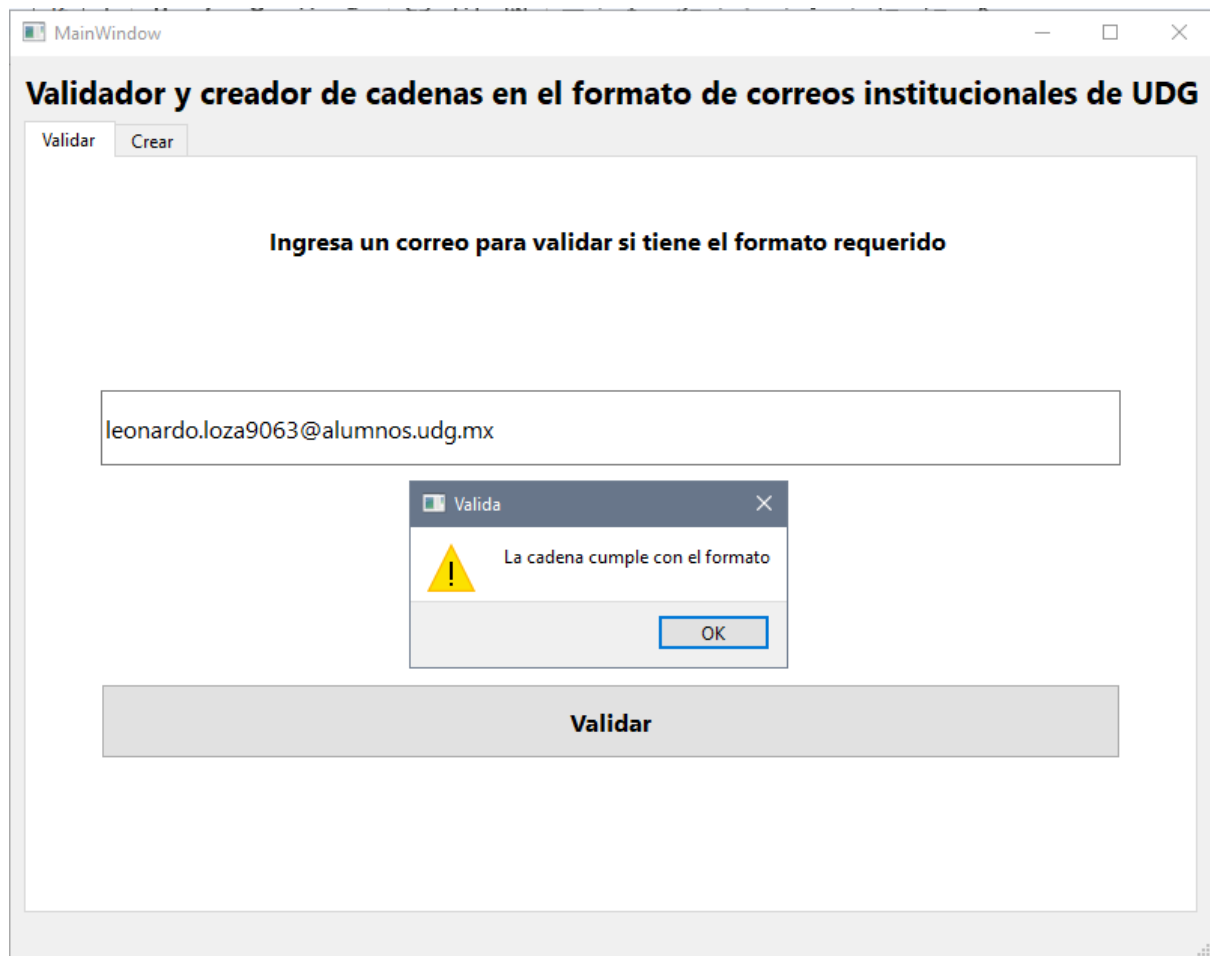 MainWindow
Validador y creador de cadenas en el formato de correos institucionales de UDG
Validar
Crear
Ingresa un correo para validar si tiene el formato requerido
leonardo.loza9063@alumnos.udg.mx
Valida
La cadena cumple con el formato
OK
Validar